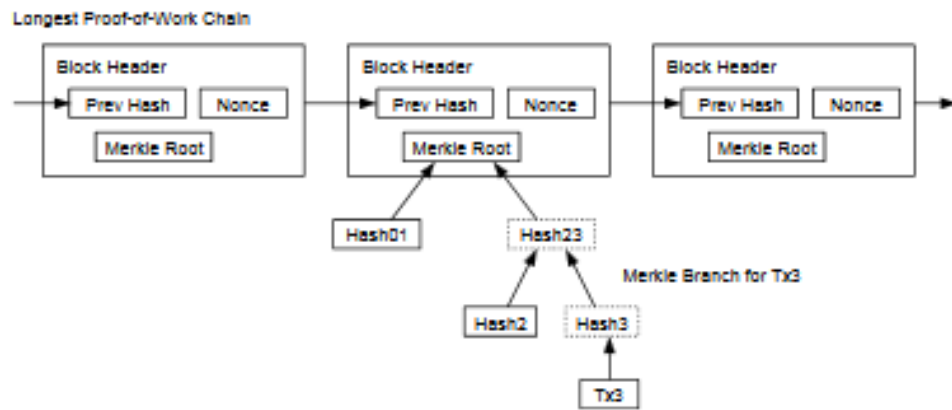 Longest Proof-of-Work Chain
Block Header Block Header Block Header
Prev Hash Nonce Prev Hash Nonce Prev Hash Nonce
Merkle Root Merkle Root Merkle Root
Hash01 Hash23
Merkle Branch for Tx3
Hash2 Hash3
Tx3